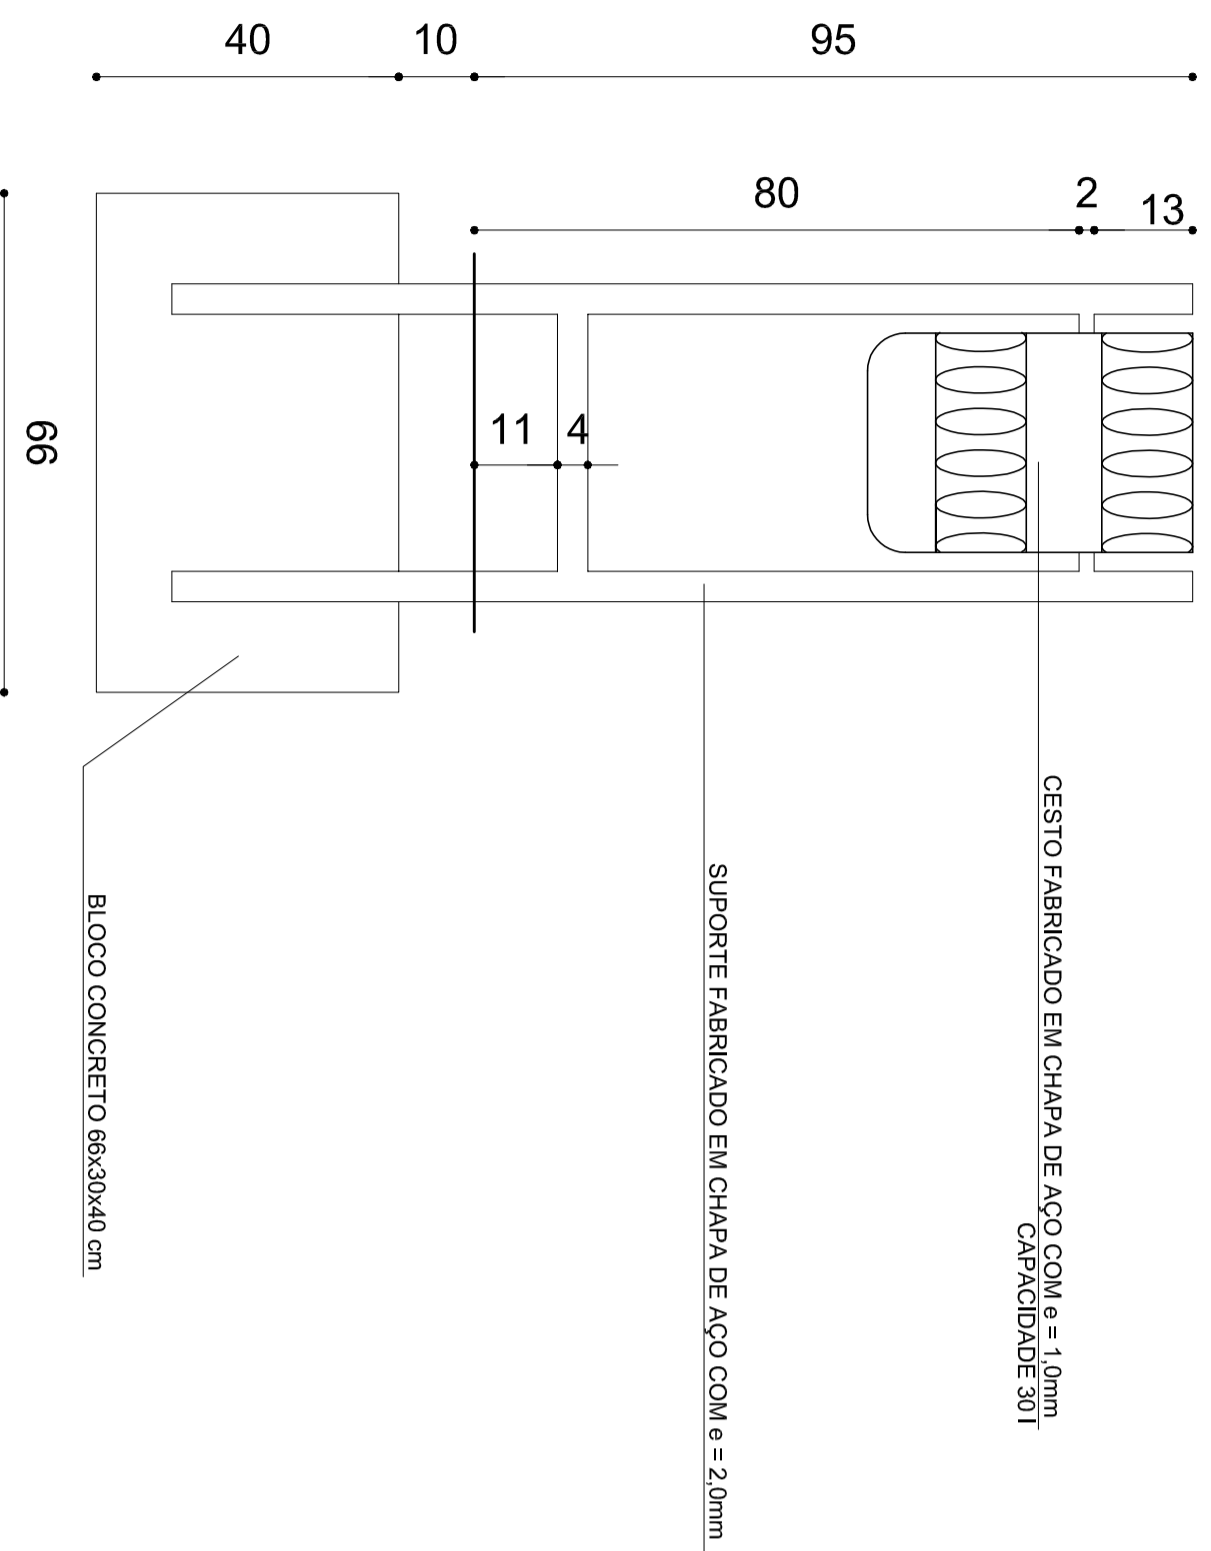 40
10
95
80
2
13
11
4
66
CESTO FABRICADO EM CHAPA DE AÇO COM e = 1,0mm
CAPACIDADE 30 l
SUPORTE FABRICADO EM CHAPA DE AÇO COM e = 2,0mm
BLOCO CONCRETO 66x30x40 cm